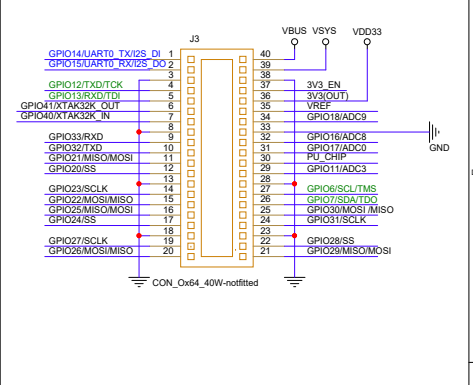 VBUS VSYS VDD33
J3
GPIO14/UART0_TX/I2S_DI 1 40
GPIO15/UART0_RX/I2S_DO 2 39
3 38
GPIO12/TXD/TCK 4 37 3V3_EN
GPIO13/RXD/TDI 5 36 3V3(OUT)
GPIO41/XTAK32K_OUT 6 35 VREF
GPIO40/XTAK32K_IN 7 34 GPIO18/ADC9
8 33
GPIO33/RXD 9 32 GPIO16/ADC8
GPIO32/TXD 10 31 GPIO17/ADC0
GPIO21/MISO/MOSI 11 30 PU_CHIP
GPIO20/SS 12 29 GPIO11/ADC3
13 28
GPIO23/SCLK 14 27 GPIO6/SCL/TMS
GPIO22/MOSI/MISO 15 26 GPIO7/SDA/TDO
GPIO25/MISO/MOSI 16 25 GPIO30/MOSI /MISO
GPIO24/SS 17 24 GPIO31/SCLK
18 23
GPIO27/SCLK 19 22 GPIO28/SS
GPIO26/MOSI/MISO 20 21 GPIO29/MISO/MOSI
GND
CON_Ox64_40W-notfitted